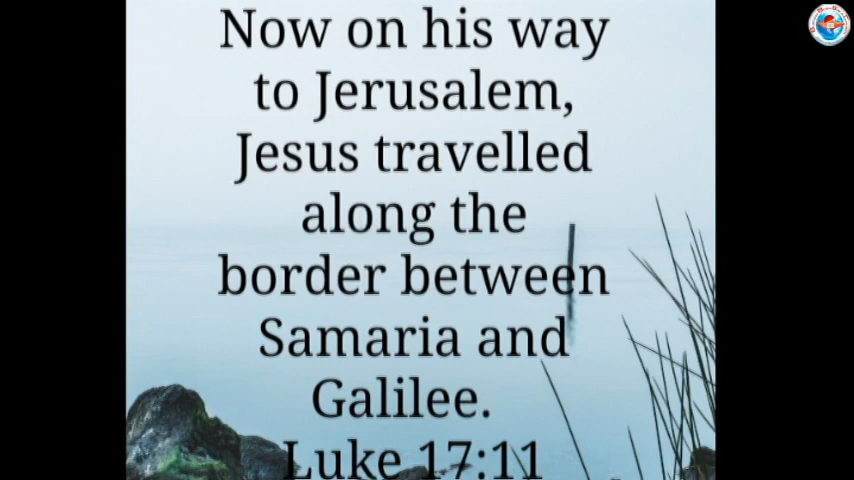 Now on his way
to Jerusalem,
Jesus travelled
along the
border between
Samaria and
Galilee.
Luke 17:11